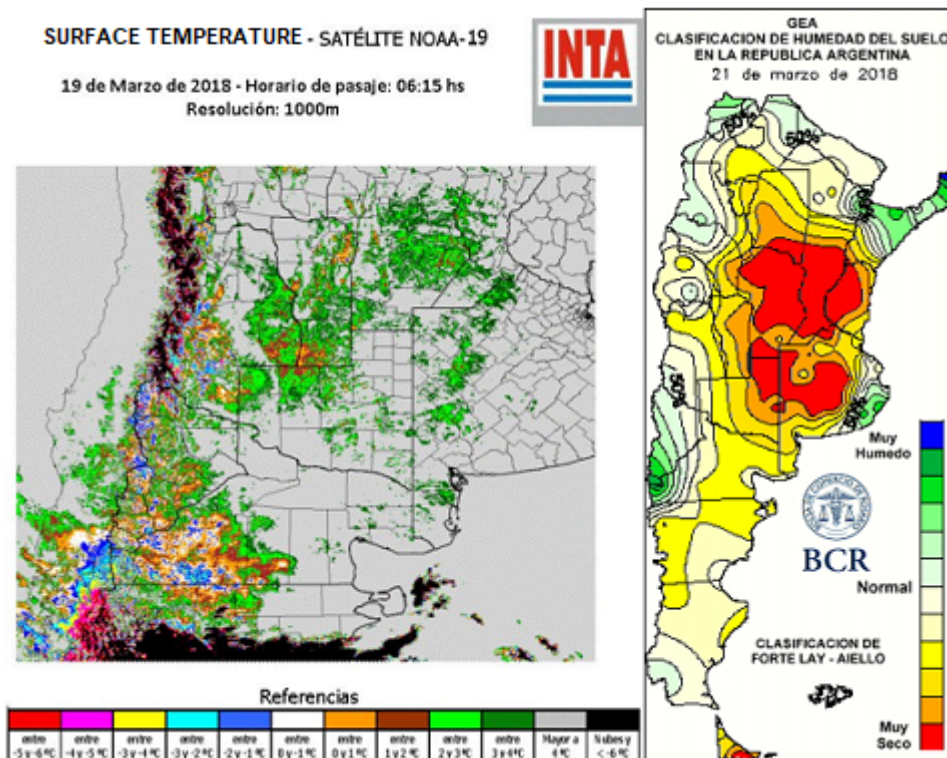 SURFACE TEMPERATURE - SATÉLITE NOAA-19
19 de Marzo de 2018 - Horario de pasaje: 06:15 hs
Resolución: 1000m
INTA
Referencias
entre entre entre entre entre entre entre entre entre entre Mayor a Nubes y
-5 y -6 ºC -4 y -5 ºC -3 y -4 ºC -3 y -2 ºC -2 y -1 ºC 0 y -1 ºC 0 y 1 ºC 1 y 2 ºC 2 y 3 ºC 3 y 4 ºC 4 ºC < -6 ºC
GEA
CLASIFICACION DE HUMEDAD DEL SUELO
EN LA REPUBLICA ARGENTINA
21 de marzo de 2018
50%
50%
50%
50%
Muy
Humedo
BCR
Normal
CLASIFICACION DE
FORTE LAY - AIELLO
Muy
Seco